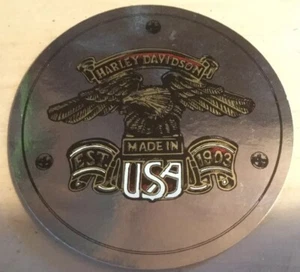 HARLEY DAVIDSON
MADE IN
EST. 1903
USA